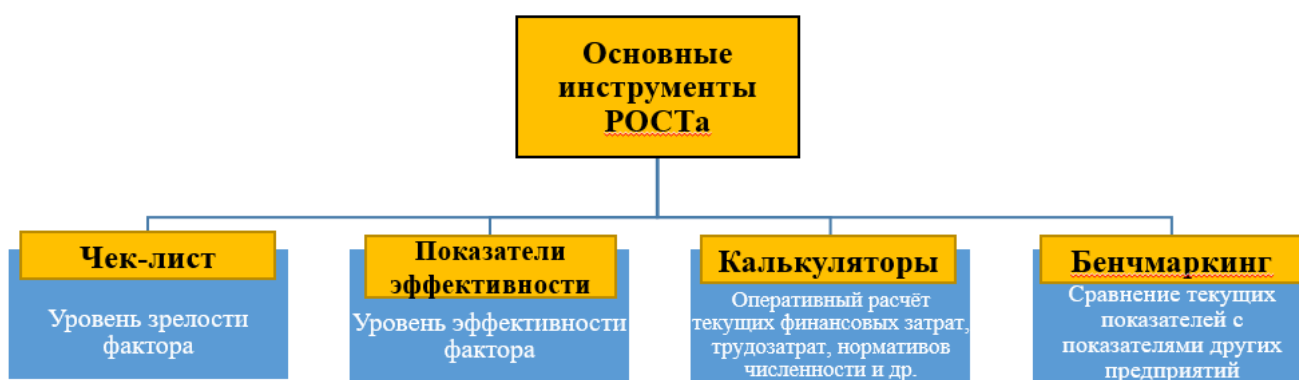 Основные
инструменты
РОСТа
Чек-лист
Уровень зрелости
фактора
Показатели
эффективности
Уровень эффективности
фактора
Калькуляторы
Оперативный расчёт
текущих финансовых затрат,
трудозатрат, нормативов
численности и др.
Бенчмаркинг
Сравнение текущих
показателей с
показателями других
предприятий